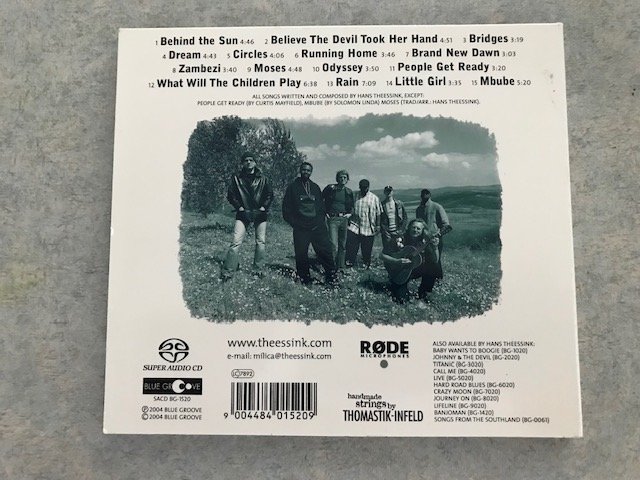 1 Behind the Sun 4:46 2 Believe The Devil Took Her Hand 4:51 3 Bridges 3:19
4 Dream 4:43 5 Circles 4:06 6 Running Home 3:46 7 Brand New Dawn 3:03
8 Zambezi 3:40 9 Moses 4:48 10 Odyssey 3:50 11 People Get Ready 3:20
12 What Will The Children Play 6:38 13 Rain 7:09 14 Little Girl 3:35 15 Mbube 5:20
ALL SONGS WRITTEN AND COMPOSED BY HANS THEESSINK, EXCEPT:
PEOPLE GET READY (BY CURTIS MAYFIELD), MBUBE (BY SOLOMON LINDA) MOSES (TRAD/ARR.: HANS THEESSINK).
SUPER AUDIO CD
BLUE GROOVE
SACD BG-1520
℗ 2004 BLUE GROOVE
© 2004 BLUE GROOVE
www.theessink.com
e-mail: milica@theessink.com
LC 7892
9 004484 015209
RØDE
MICROPHONES
handmade
strings by
THOMASTIK-INFELD
ALSO AVAILABLE BY HANS THEESSINK:
BABY WANTS TO BOOGIE (BG-1020)
JOHNNY & THE DEVIL (BG-2020)
TITANIC (BG-3020)
CALL ME (BG-4020)
LIVE (BG-5020)
HARD ROAD BLUES (BG-6020)
CRAZY MOON (BG-7020)
JOURNEY ON (BG-8020)
LIFELINE (BG-9020)
BANJOMAN (BG-1420)
SONGS FROM THE SOUTHLAND (BG-0061)